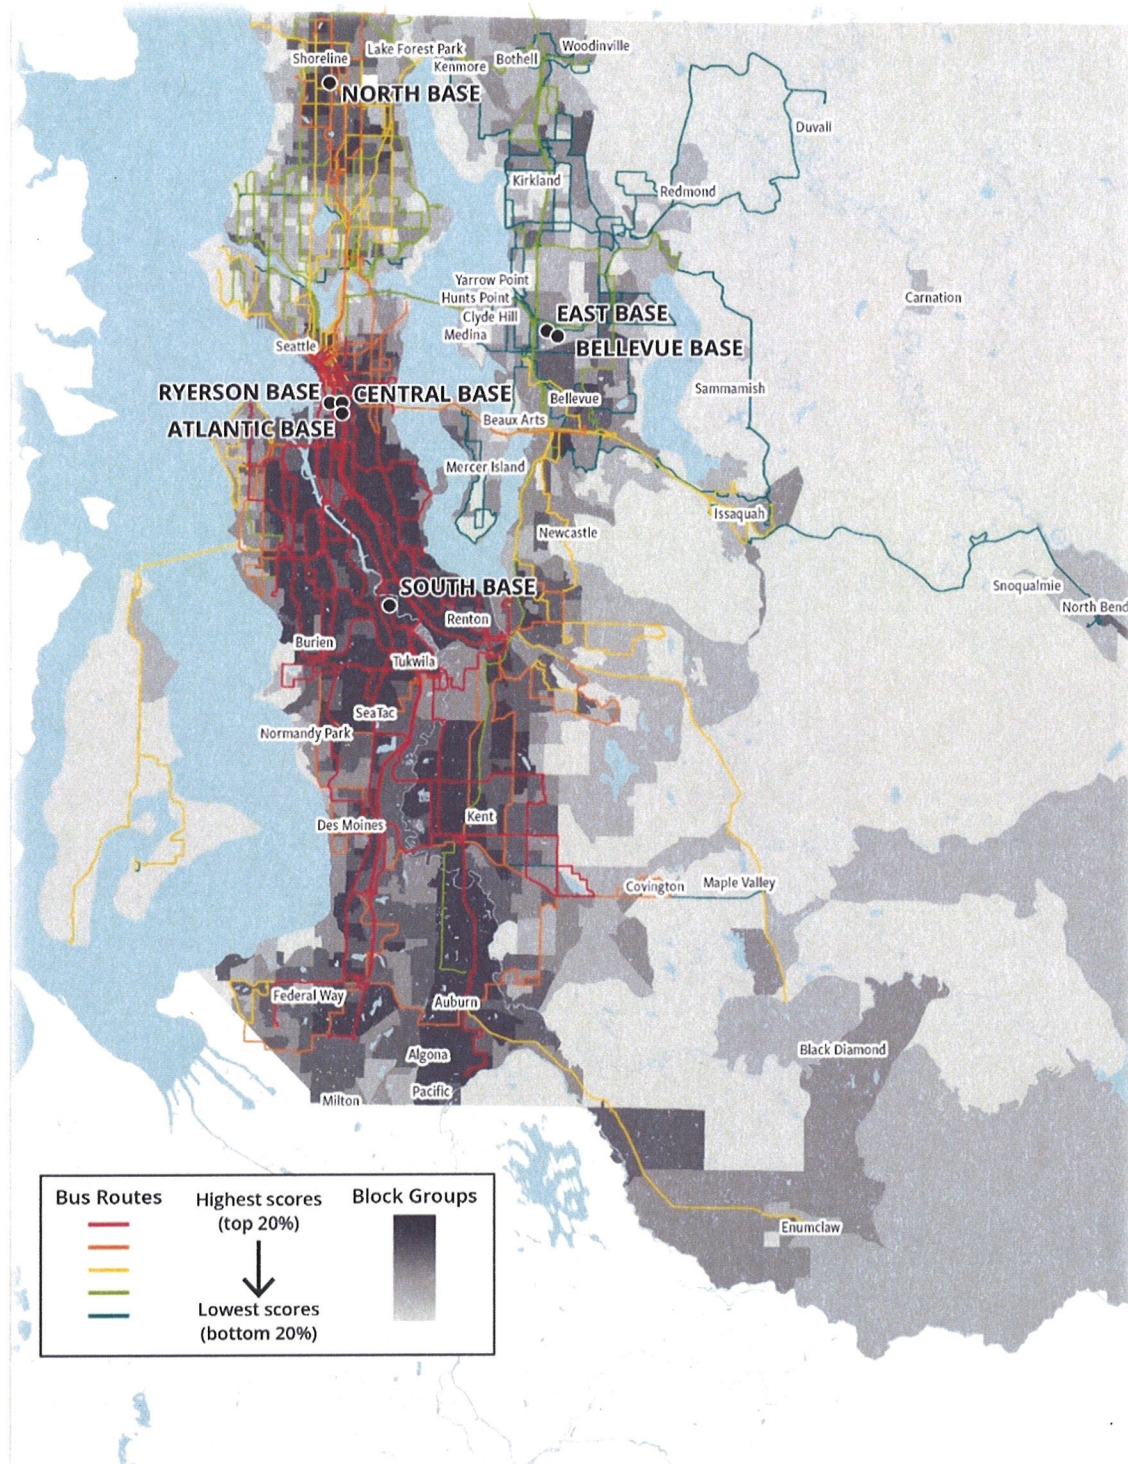 Shoreline
Lake Forest Park
Kenmore
Bothell
Woodinville
NORTH BASE
Duvall
Kirkland
Redmond
Yarrow Point
Hunts Point
Clyde Hill
Medina
Carnation
EAST BASE
BELLEVUE BASE
Seattle
RYERSON BASE
CENTRAL BASE
ATLANTIC BASE
Sammamish
Bellevue
Beaux Arts
Mercer Island
Issaquah
Newcastle
SOUTH BASE
Snoqualmie
North Bend
Renton
Burien
Tukwila
SeaTac
Normandy Park
Des Moines
Kent
Covington
Maple Valley
Federal Way
Auburn
Black Diamond
Algona
Pacific
Milton
Enumclaw
Bus Routes
Highest scores
(top 20%)
Lowest scores
(bottom 20%)
Block Groups